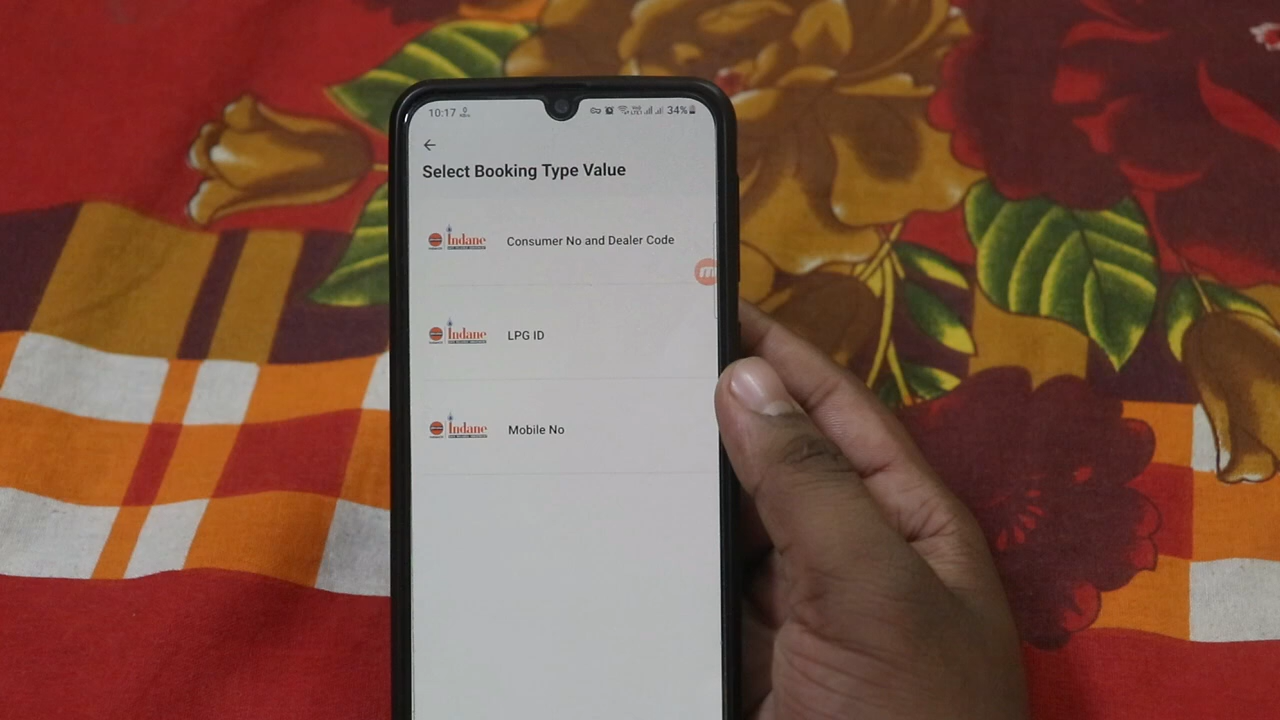 10:17
34%
Select Booking Type Value
Indane
Consumer No and Dealer Code
Indane
LPG ID
Indane
Mobile No